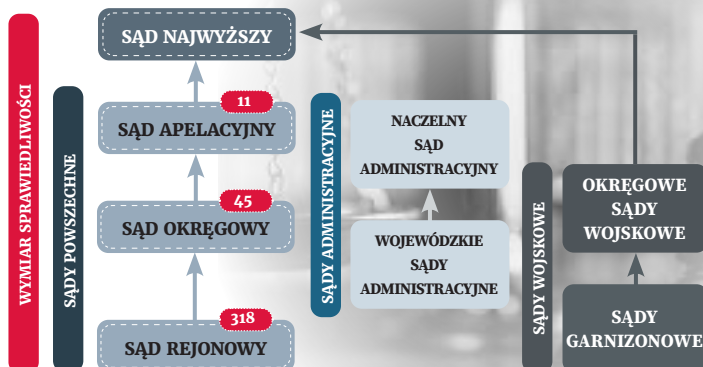 WYMIAR SPRAWIEDLIWOŚCI
SĄDY POWSZECHNE
SĄD NAJWYŻSZY
11
SĄD APELACYJNY
45
SĄD OKRĘGOWY
318
SĄD REJONOWY
SĄDY ADMINISTRACYJNE
NACZELNY
SĄD
ADMINISTRACYJNY
WOJEWÓDZKIE
SĄDY
ADMINISTRACYJNE
SĄDY WOJSKOWE
OKRĘGOWE
SĄDY
WOJSKOWE
SĄDY
GARNIZONOWE